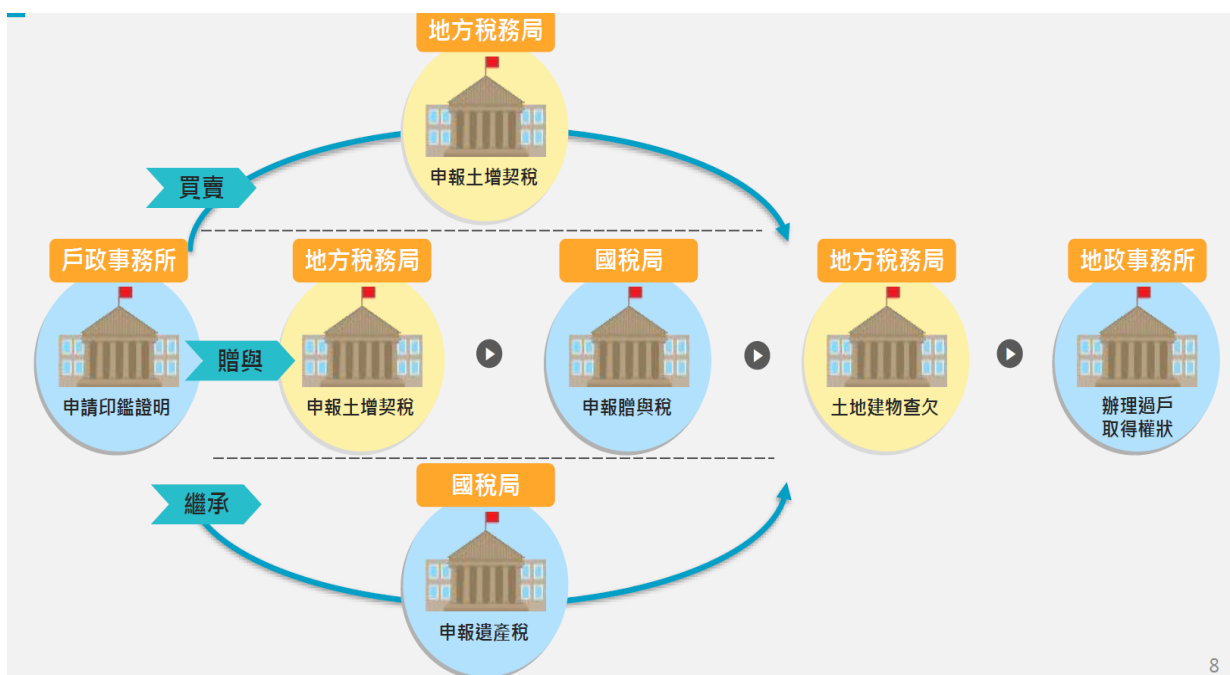 地方稅務局
申報土增契稅
買賣
戶政事務所
申請印鑑證明
贈與
地方稅務局
申報土增契稅
國稅局
申報贈與稅
地方稅務局
土地建物查欠
地政事務所
辦理過戶
取得權狀
繼承
國稅局
申報遺產稅
8